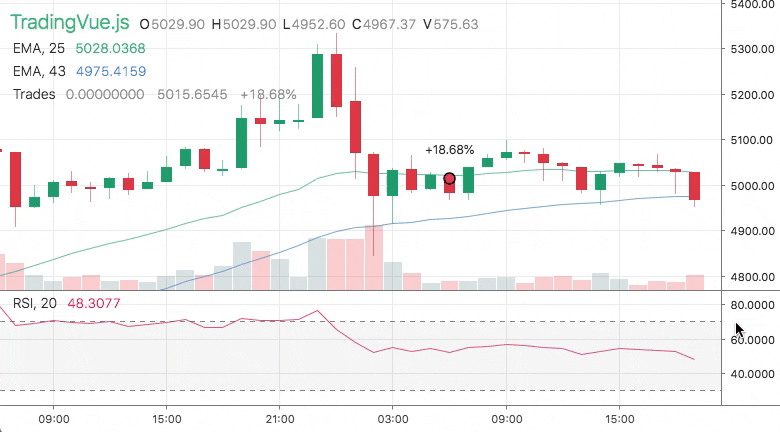 TradingVue.js O5029.90 H5029.90 L4952.60 C4967.37 V575.63
EMA, 25 5028.0368
EMA, 43 4975.4159
Trades 0.00000000 5015.6545 +18.68%
+18.68%
5400.00
5300.00
5200.00
5100.00
5000.00
4900.00
4800.00
RSI, 20 48.3077
80.0000
60.0000
40.0000
09:00 15:00 21:00 03:00 09:00 15:00